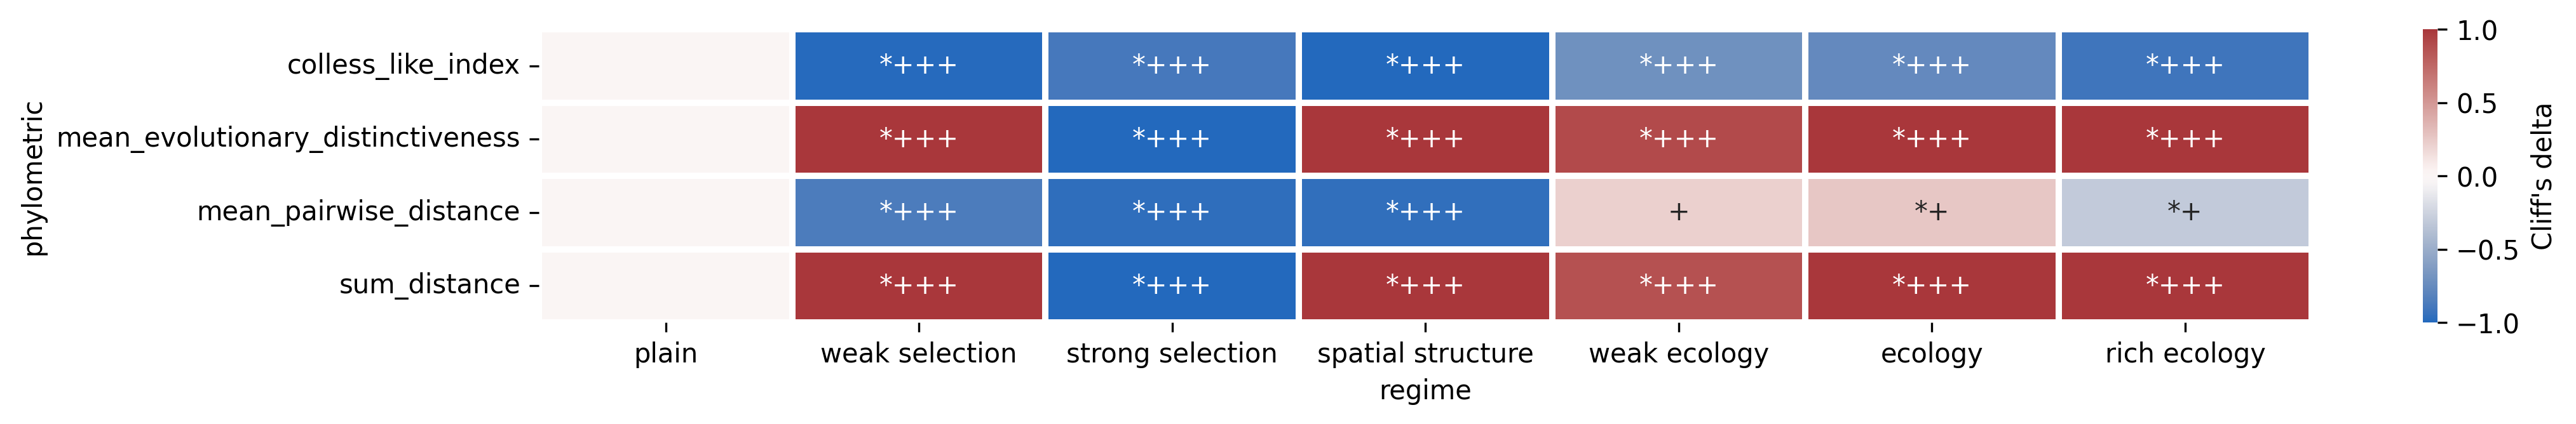 phylometric
colless_like_index
*+++ *+++ *+++ *+++ *+++ *+++
mean_evolutionary_distinctiveness
*+++ *+++ *+++ *+++ *+++ *+++
mean_pairwise_distance
*+++ *+++ *+++ + *+ *+
sum_distance
*+++ *+++ *+++ *+++ *+++ *+++
plain weak selection strong selection spatial structure weak ecology ecology rich ecology
regime
1.0
0.5
0.0
−0.5
−1.0
Cliff's delta